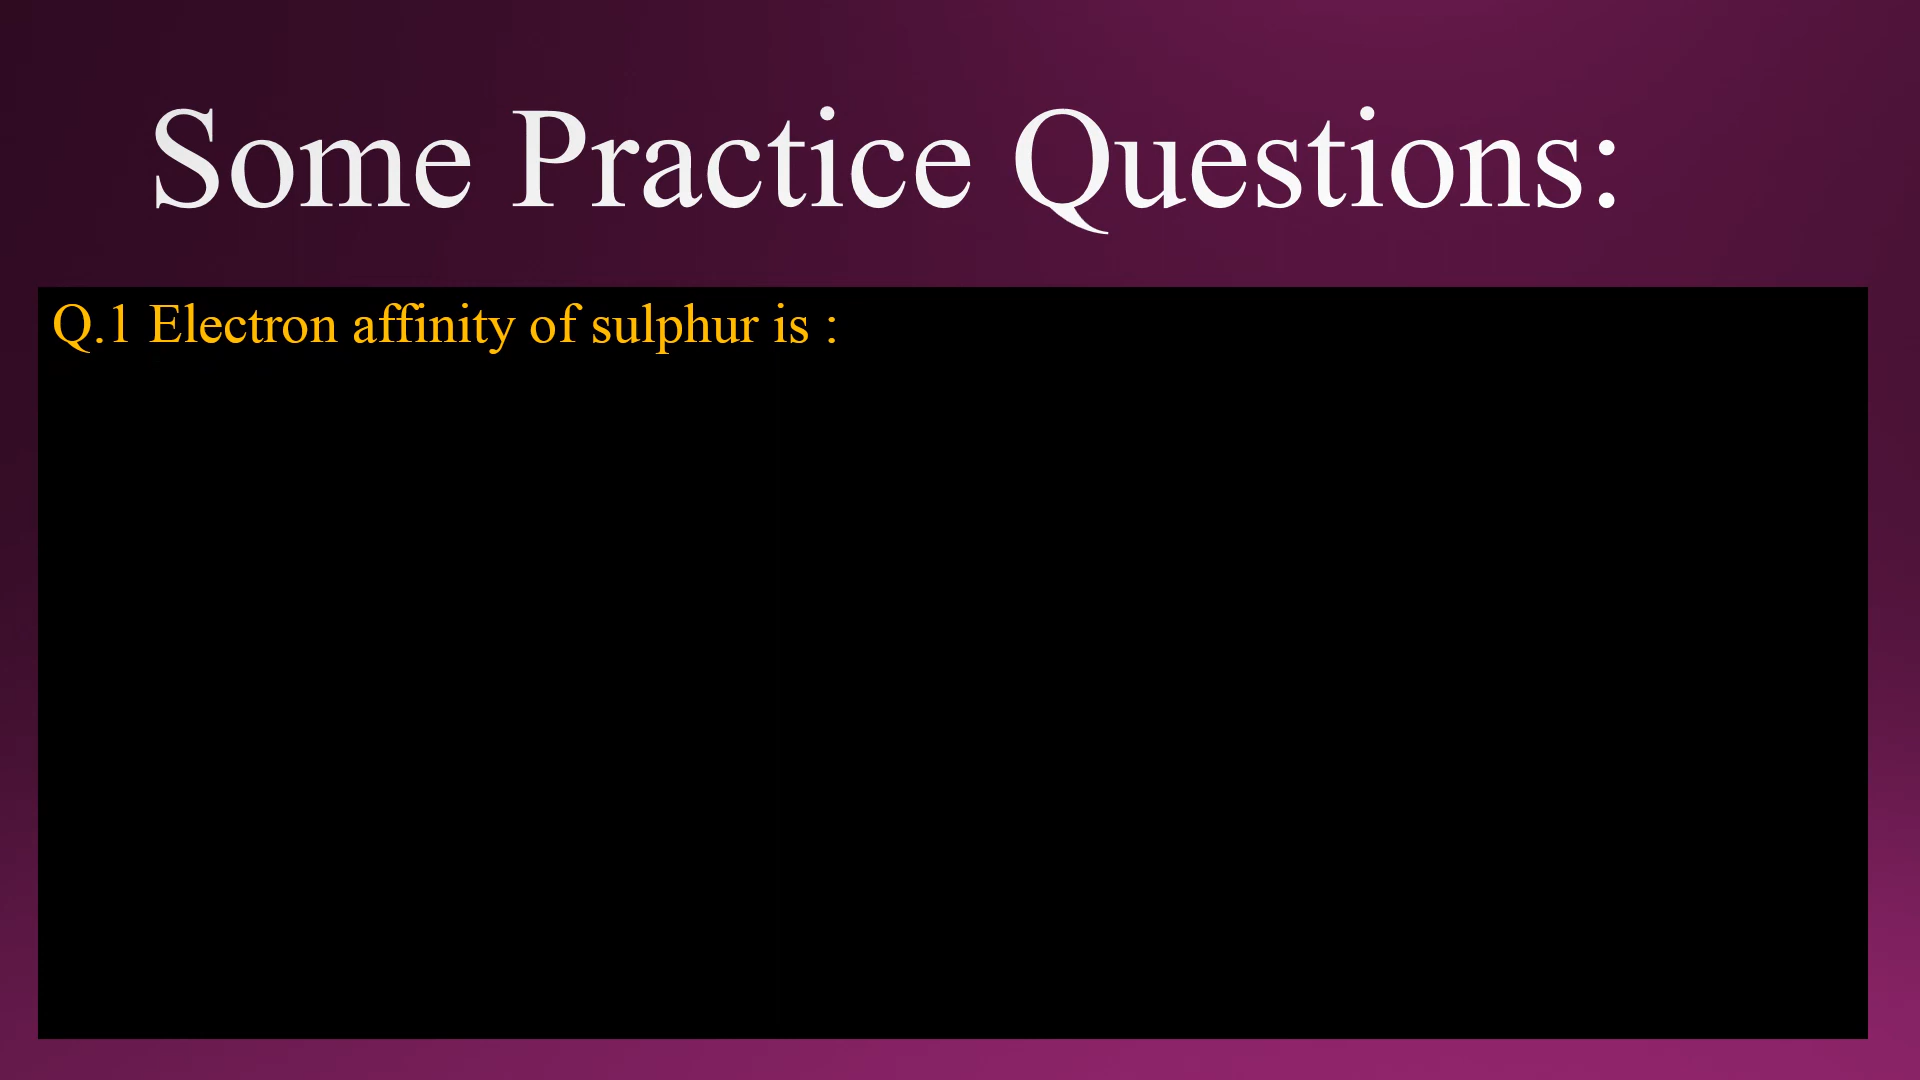 Some Practice Questions:
Q.1 Electron affinity of sulphur is :